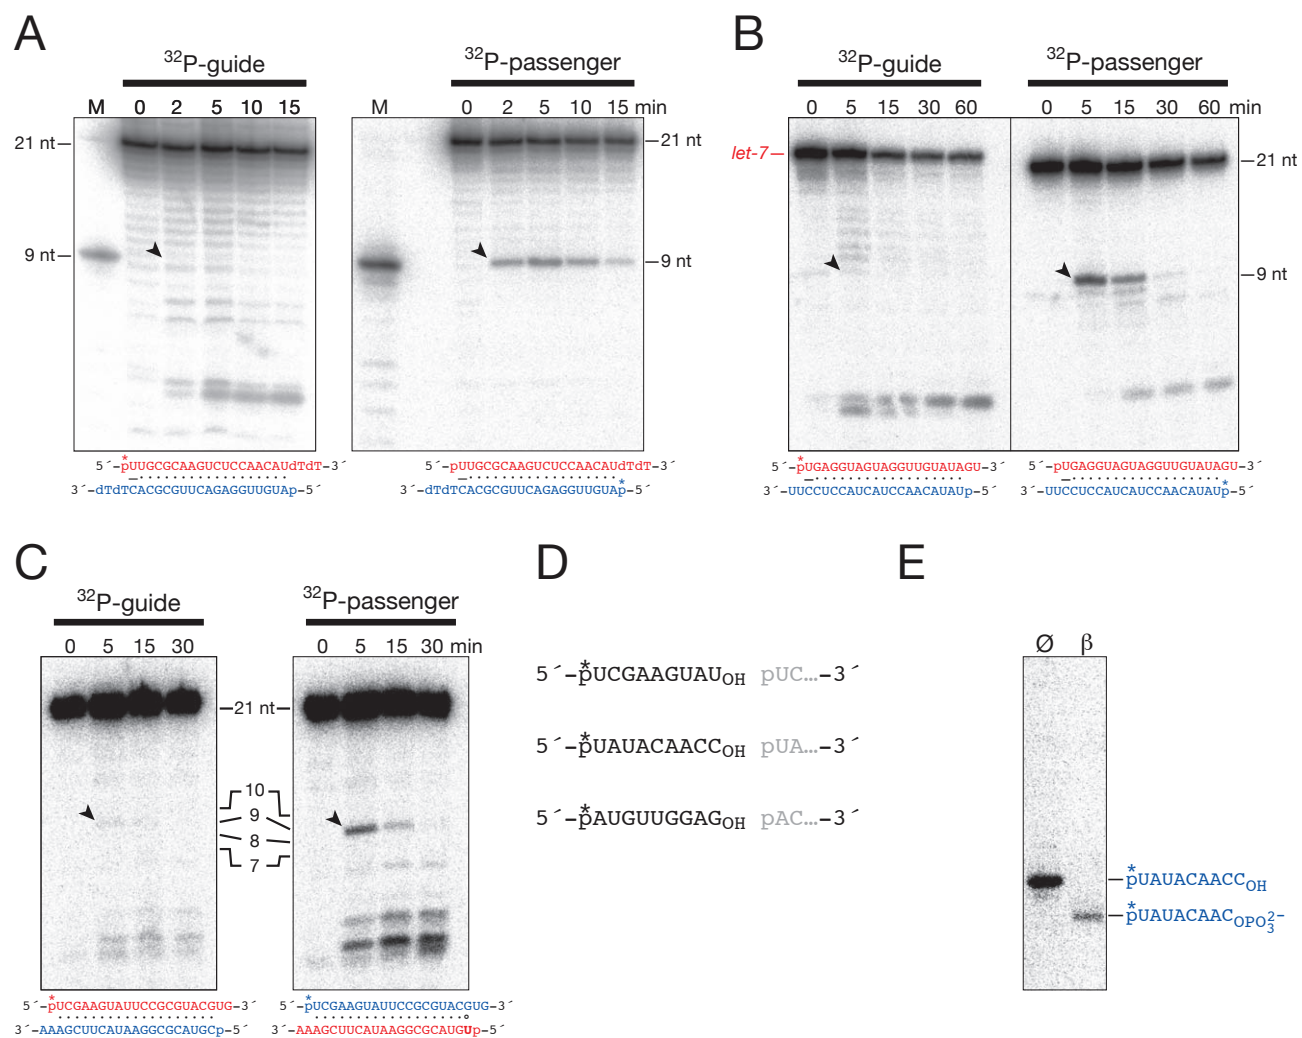 A
B
32P-guide
32P-passenger
32P-guide
32P-passenger
M 0 2 5 10 15
M 0 2 5 10 15 min
0 5 15 30 60
0 5 15 30 60 min
21 nt
21 nt
let-7
21 nt
9 nt
9 nt
9 nt
5´-*pUUGCGCAAGUCUCCAACAUdTdT-3´
3´-dTdTCACGCGUUCAGAGGUUGUAp-5´
5´-pUUGCGCAAGUCUCCAACAUdTdT-3´
3´-dTdTCACGCGUUCAGAGGUUGUA*p-5´
5´-*pUGAGGUAGUAGGUUGUAUAGU-3´
3´-UUCCUCCAUCAUCCAACAUAUp-5´
5´-pUGAGGUAGUAGGUUGUAUAGU-3´
3´-UUCCUCCAUCAUCCAACAUAU*p-5´
C
D
E
32P-guide
32P-passenger
0 5 15 30
0 5 15 30 min
21 nt
10
9
8
7
5´-*pUCGAAGUAUUCCGCGUACGUG-3´
3´-AAAGCUUCAUAAGGCGCAUGCp-5´
5´-*pUCGAAGUAUUCCGCGUACGUG-3´
3´-AAAGCUUCAUAAGGCGCAUGUp-5´
5´-*pUCGAAGUAUOH pUC…-3´
5´-*pUAUACAACCOH pUA…-3´
5´-*pAUGUUGGAGOH pAC…-3´
Ø β
*pUAUACAACCOH
*pUAUACAACOPO3 2-